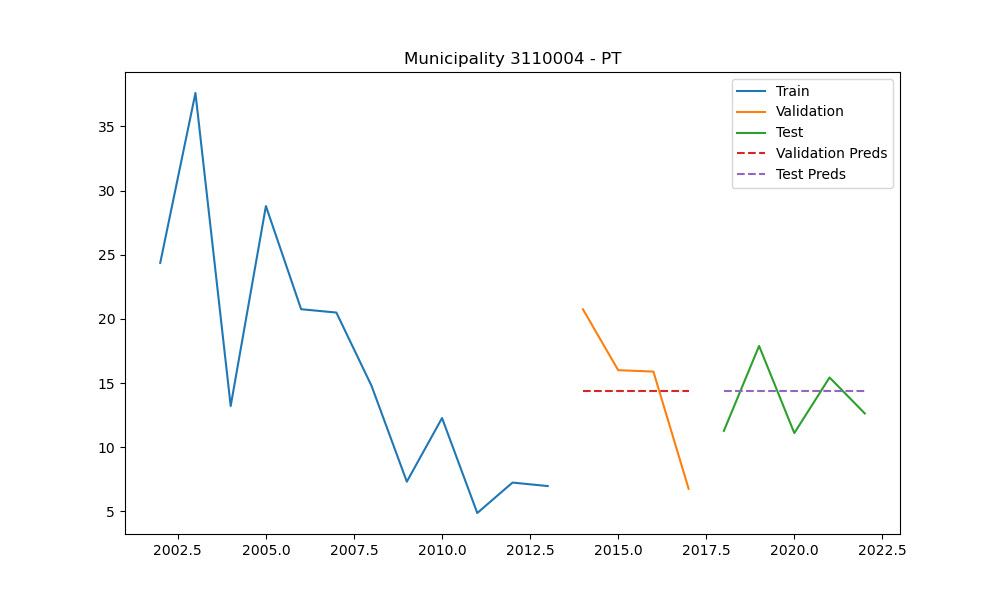 Municipality 3110004 - PT
Train
Validation
Test
Validation Preds
Test Preds
35
30
25
20
15
10
5
2002.5 2005.0 2007.5 2010.0 2012.5 2015.0 2017.5 2020.0 2022.5